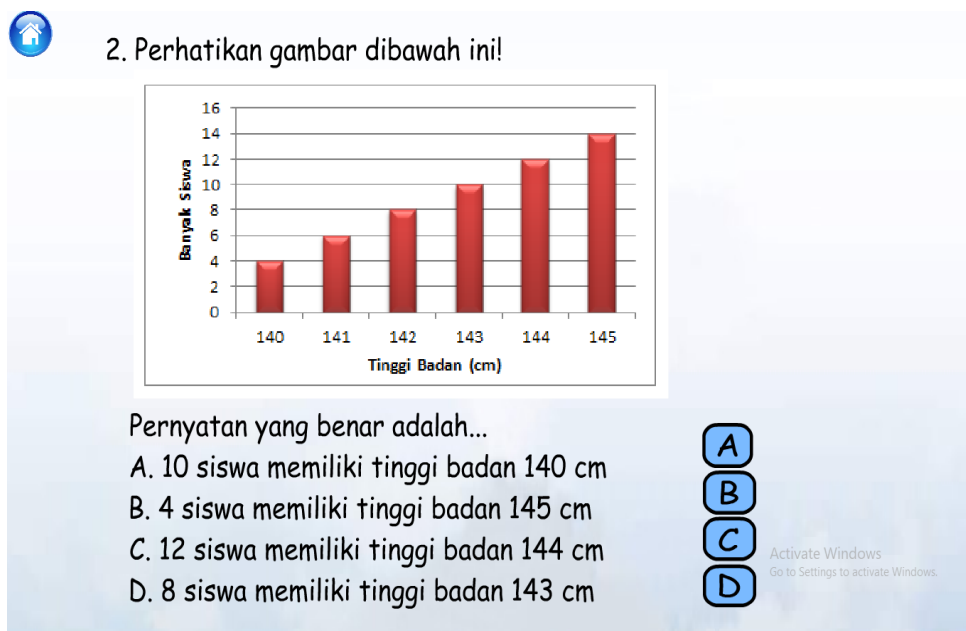 2. Perhatikan gambar dibawah ini!
16
14
12
10
8
6
4
2
0
Banyak Siswa
140 141 142 143 144 145
Tinggi Badan (cm)
Pernyatan yang benar adalah...
A. 10 siswa memiliki tinggi badan 140 cm
B. 4 siswa memiliki tinggi badan 145 cm
C. 12 siswa memiliki tinggi badan 144 cm
D. 8 siswa memiliki tinggi badan 143 cm
A
B
C
D
Activate Windows
Go to Settings to activate Windows.